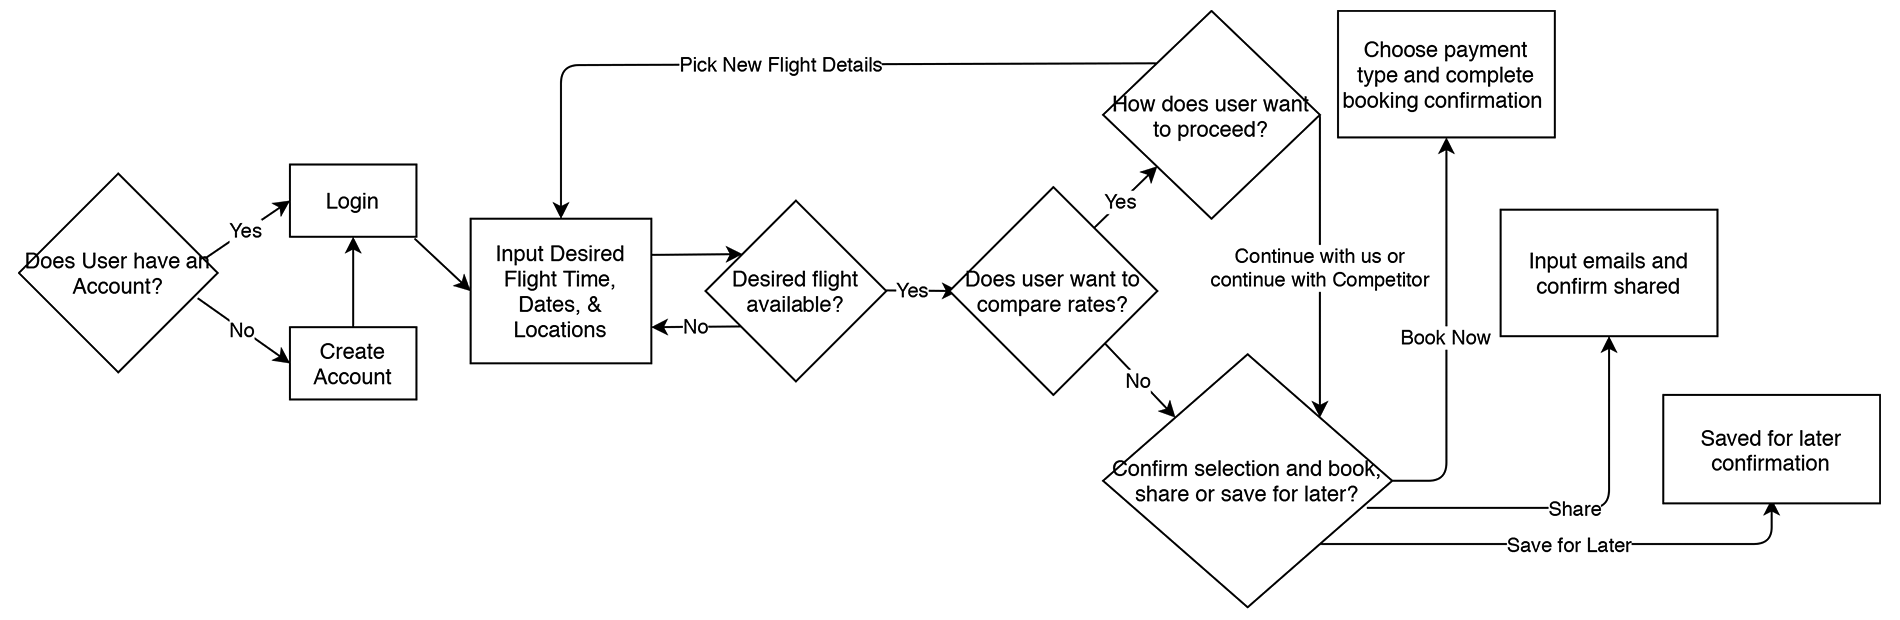 Does User have an
Account?
Yes
No
Login
Create
Account
Input Desired
Flight Time,
Dates, &
Locations
Pick New Flight Details
Desired flight
available?
No
Yes
Does user want to
compare rates?
Yes
No
How does user want
to proceed?
Continue with us or
continue with Competitor
Confirm selection and book,
share or save for later?
Book Now
Share
Save for Later
Choose payment
type and complete
booking confirmation
Input emails and
confirm shared
Saved for later
confirmation